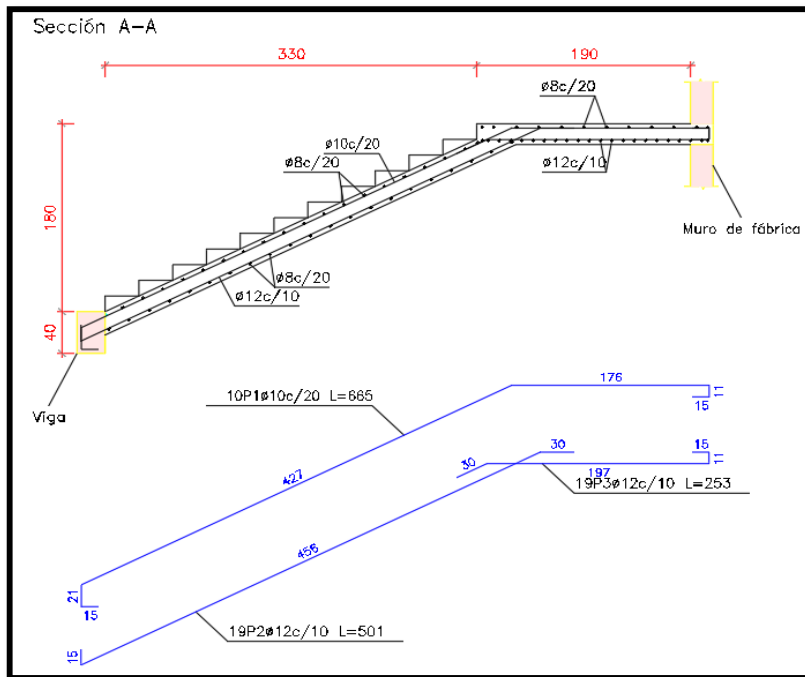 Sección A-A
330
190
ø8c/20
ø10c/20
ø8c/20
ø12c/10
180
Muro de fábrica
ø8c/20
ø12c/10
40
Viga
176
10P1ø10c/20 L=665
11
15
30
15
30
11
197
427
19P3ø12c/10 L=253
456
21
15
15
19P2ø12c/10 L=501